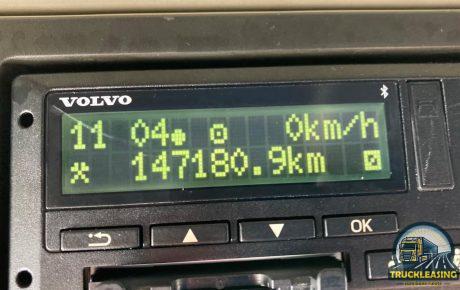 VOLVO
11 04 0km/h
147180.9km
OK
TRUCKLEASING